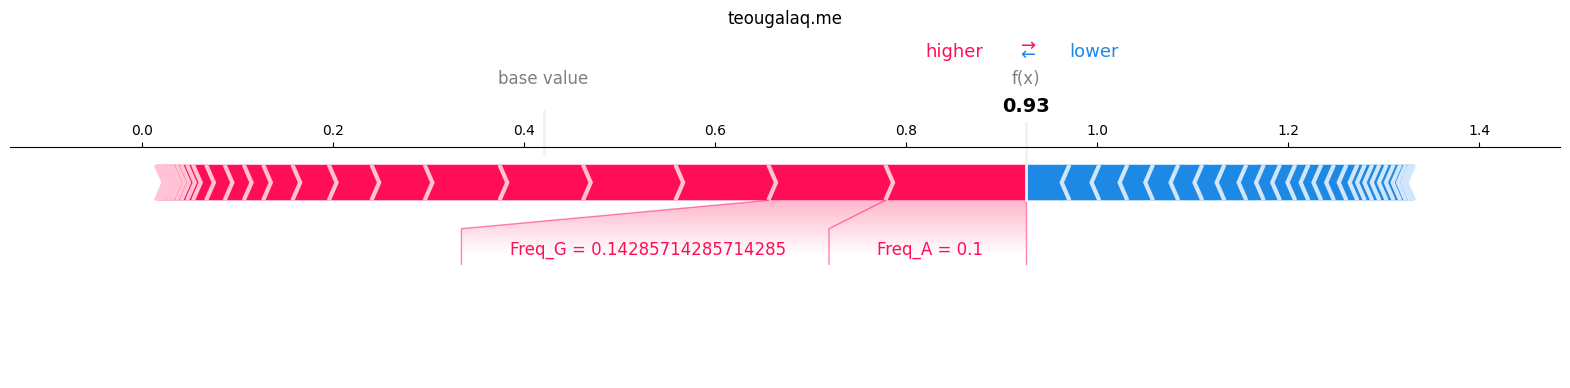 teougalaq.me
higher → ← lower
base value f(x)
0.93
0.0 0.2 0.4 0.6 0.8 1.0 1.2 1.4
Freq_G = 0.14285714285714285 Freq_A = 0.1